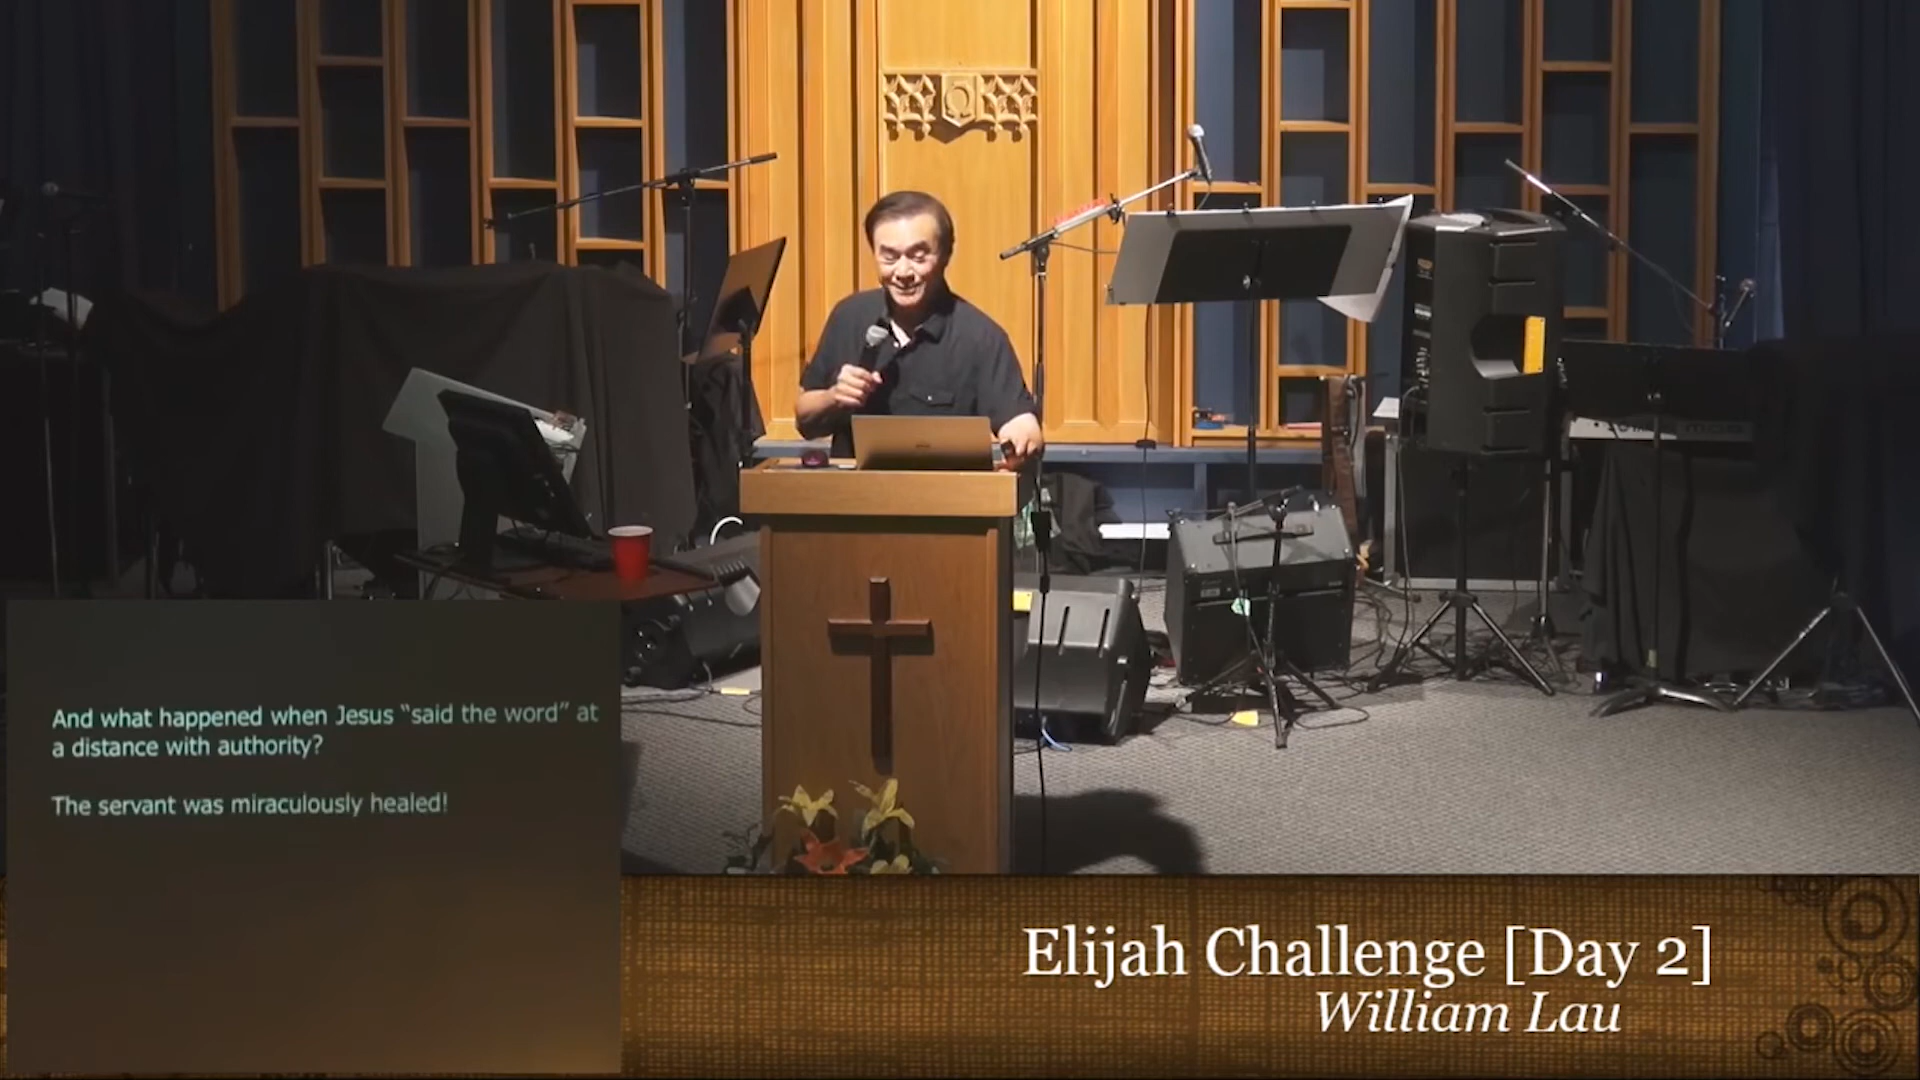 And what happened when Jesus “said the word” at
a distance with authority?
The servant was miraculously healed!
Elijah Challenge [Day 2]
William Lau